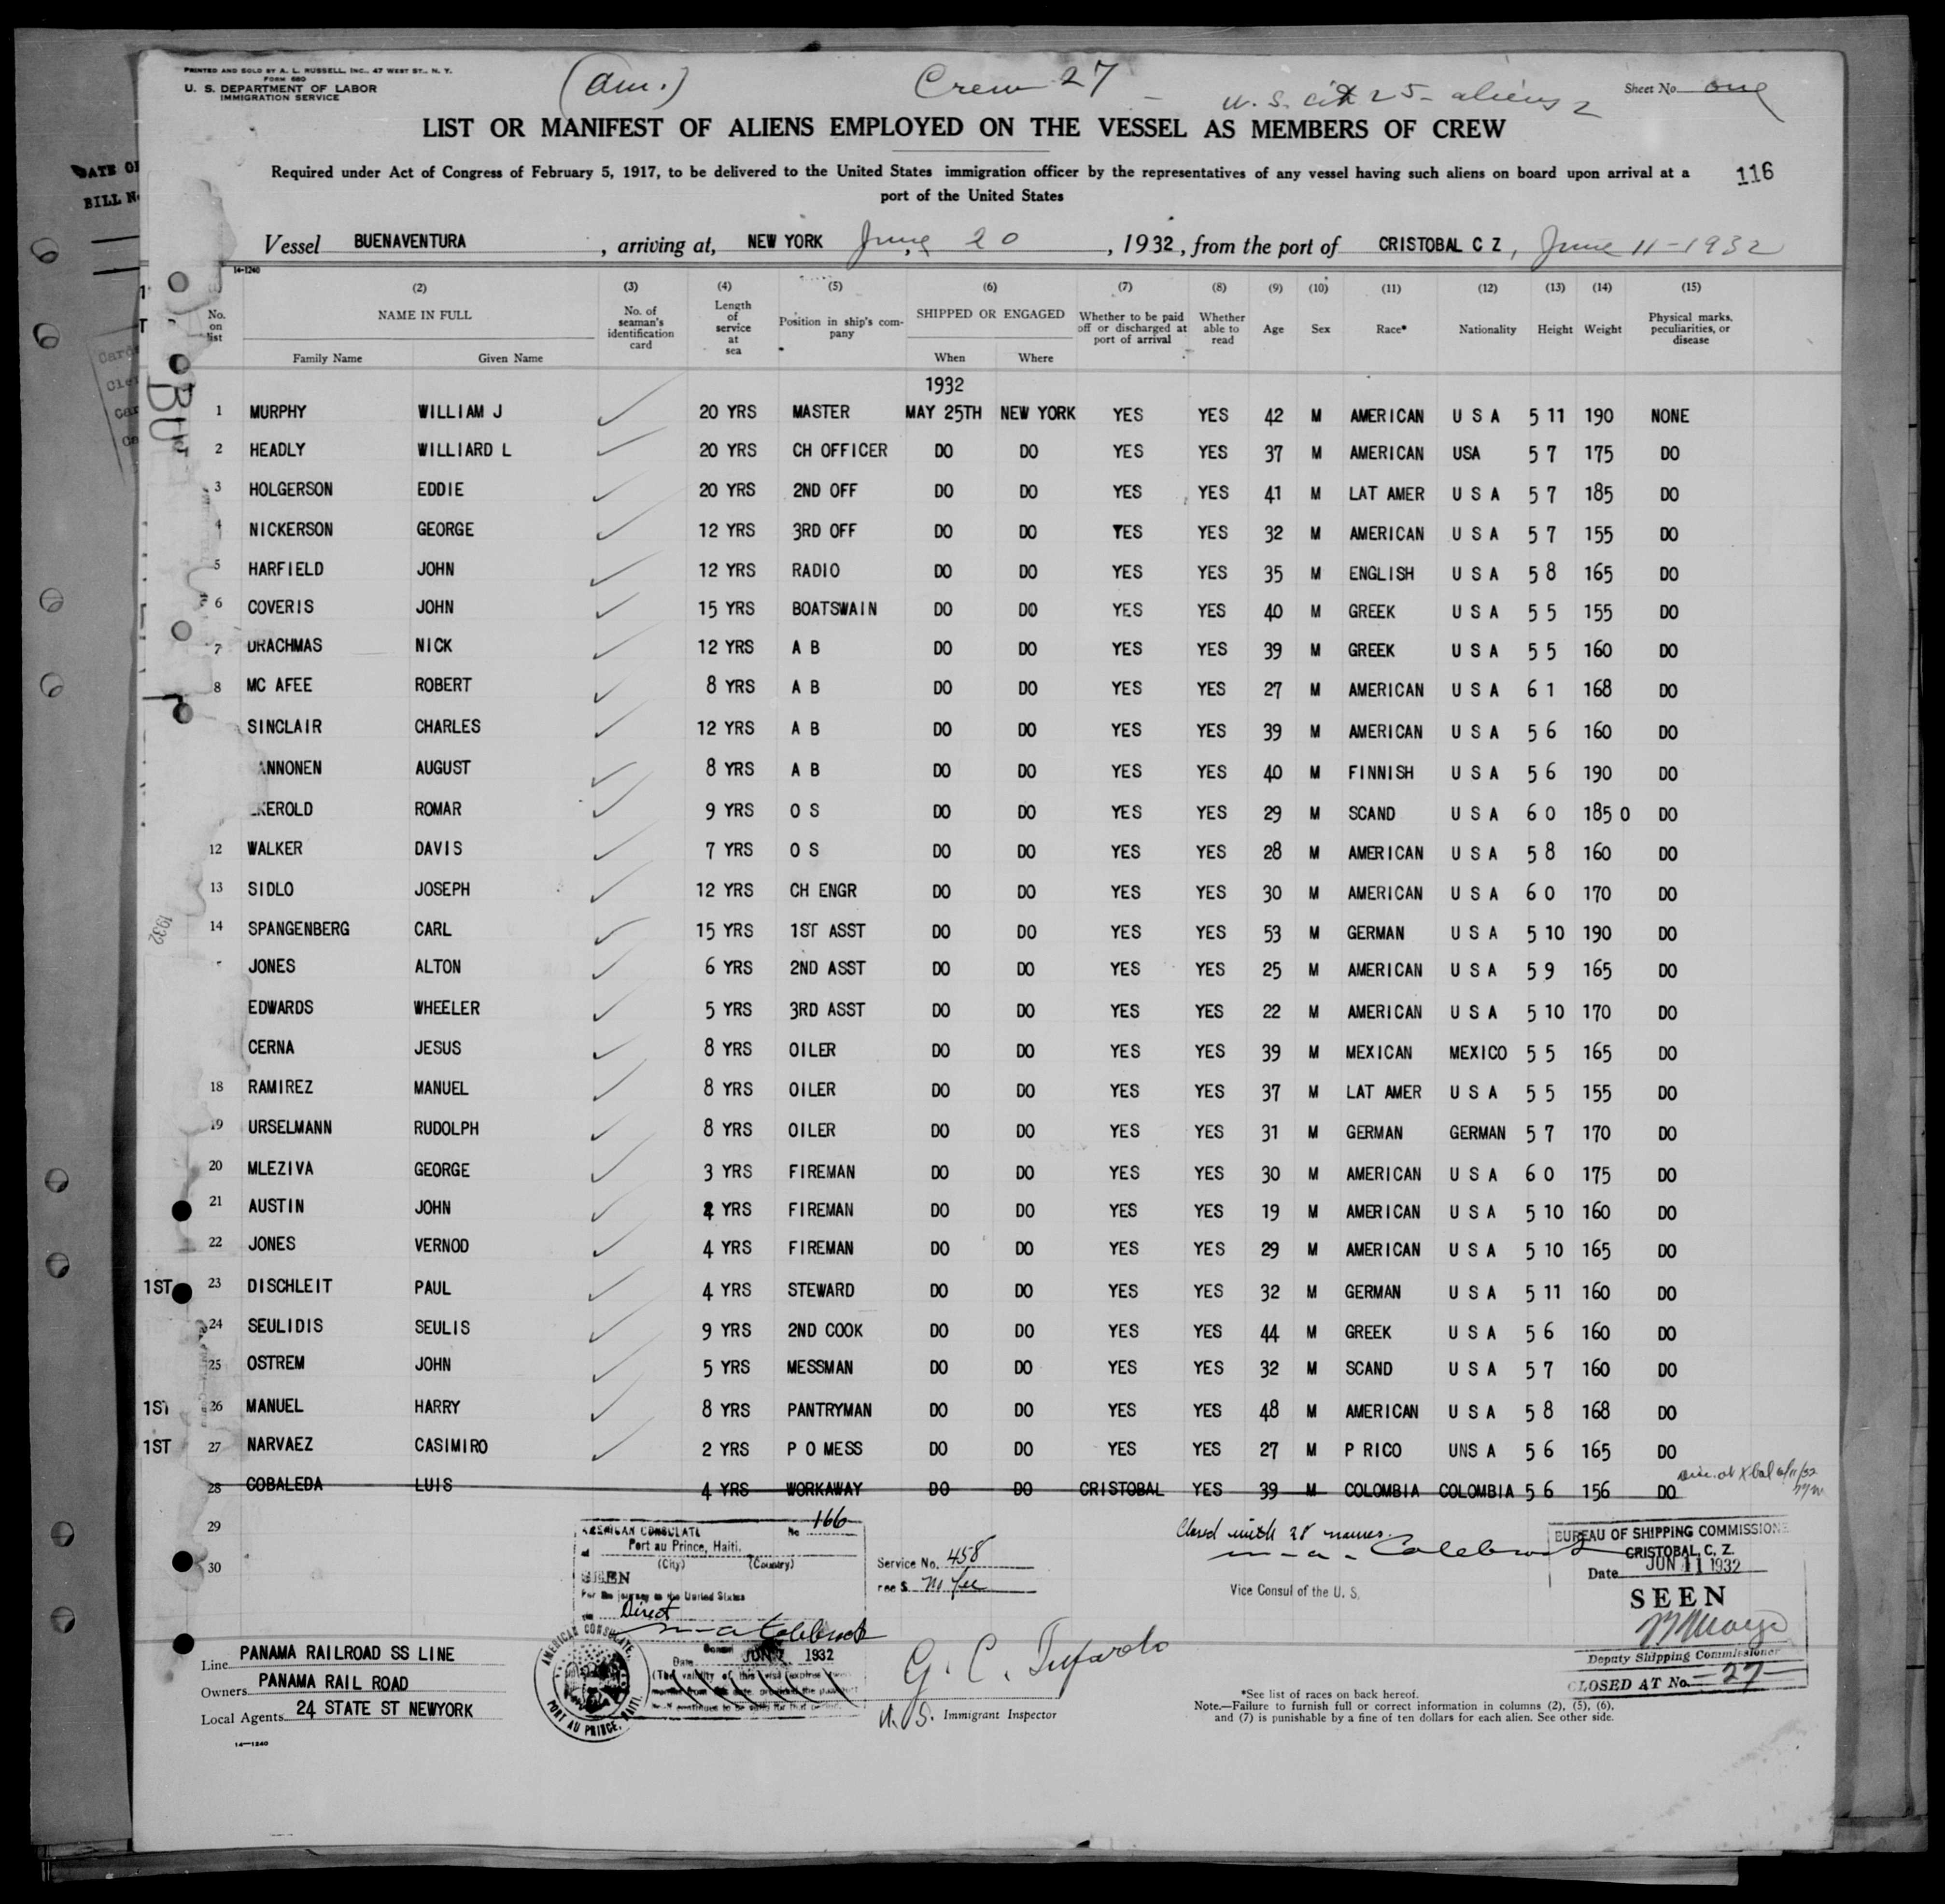 PRINTED AND SOLD BY A. L. RUSSELL, INC., 47 WEST ST., N. Y.
FORM 680
U. S. DEPARTMENT OF LABOR
IMMIGRATION SERVICE
(Am.)
Crew 27
U. S. cit 25 - aliens 2
Sheet No. one
LIST OR MANIFEST OF ALIENS EMPLOYED ON THE VESSEL AS MEMBERS OF CREW
Required under Act of Congress of February 5, 1917, to be delivered to the United States immigration officer by the representatives of any vessel having such aliens on board upon arrival at a
port of the United States
116
Vessel BUENAVENTURA, arriving at, NEW YORK June 20, 1932, from the port of CRISTOBAL C Z, June 11-1932
14-1240
(2) (3) (4) (5) (6) (7) (8) (9) (10) (11) (12) (13) (14) (15)
No. on list NAME IN FULL Family Name Given Name No. of seaman's identification card Length of service at sea Position in ship's company SHIPPED OR ENGAGED When Where Whether to be paid off or discharged at port of arrival Whether able to read Age Sex Race* Nationality Height Weight Physical marks, peculiarities, or disease
1932
1 MURPHY WILLIAM J 20 YRS MASTER MAY 25TH NEW YORK YES YES 42 M AMERICAN U S A 5 11 190 NONE
2 HEADLY WILLIARD L 20 YRS CH OFFICER DO DO YES YES 37 M AMERICAN USA 5 7 175 DO
3 HOLGERSON EDDIE 20 YRS 2ND OFF DO DO YES YES 41 M LAT AMER U S A 5 7 185 DO
4 NICKERSON GEORGE 12 YRS 3RD OFF DO DO YES YES 32 M AMERICAN U S A 5 7 155 DO
5 HARFIELD JOHN 12 YRS RADIO DO DO YES YES 35 M ENGLISH U S A 5 8 165 DO
6 COVERIS JOHN 15 YRS BOATSWAIN DO DO YES YES 40 M GREEK U S A 5 5 155 DO
7 DRACHMAS NICK 12 YRS A B DO DO YES YES 39 M GREEK U S A 5 5 160 DO
8 MC AFEE ROBERT 8 YRS A B DO DO YES YES 27 M AMERICAN U S A 6 1 168 DO
SINCLAIR CHARLES 12 YRS A B DO DO YES YES 39 M AMERICAN U S A 5 6 160 DO
ANNONEN AUGUST 8 YRS A B DO DO YES YES 40 M FINNISH U S A 5 6 190 DO
KEROLD ROMAR 9 YRS O S DO DO YES YES 29 M SCAND U S A 6 0 185 0 DO
12 WALKER DAVIS 7 YRS O S DO DO YES YES 28 M AMERICAN U S A 5 8 160 DO
13 SIDLO JOSEPH 12 YRS CH ENGR DO DO YES YES 30 M AMERICAN U S A 6 0 170 DO
14 SPANGENBERG CARL 15 YRS 1ST ASST DO DO YES YES 53 M GERMAN U S A 5 10 190 DO
JONES ALTON 6 YRS 2ND ASST DO DO YES YES 25 M AMERICAN U S A 5 9 165 DO
EDWARDS WHEELER 5 YRS 3RD ASST DO DO YES YES 22 M AMERICAN U S A 5 10 170 DO
CERNA JESUS 8 YRS OILER DO DO YES YES 39 M MEXICAN MEXICO 5 5 165 DO
18 RAMIREZ MANUEL 8 YRS OILER DO DO YES YES 37 M LAT AMER U S A 5 5 155 DO
19 URSELMANN RUDOLPH 8 YRS OILER DO DO YES YES 31 M GERMAN GERMAN 5 7 170 DO
20 MLEZIVA GEORGE 3 YRS FIREMAN DO DO YES YES 30 M AMERICAN U S A 6 0 175 DO
21 AUSTIN JOHN YRS FIREMAN DO DO YES YES 19 M AMERICAN U S A 5 10 160 DO
22 JONES VERNOD 4 YRS FIREMAN DO DO YES YES 29 M AMERICAN U S A 5 10 165 DO
1ST 23 DISCHLEIT PAUL 4 YRS STEWARD DO DO YES YES 32 M GERMAN U S A 5 11 160 DO
24 SEULIDIS SEULIS 9 YRS 2ND COOK DO DO YES YES 44 M GREEK U S A 5 6 160 DO
25 OSTREM JOHN 5 YRS MESSMAN DO DO YES YES 32 M SCAND U S A 5 7 160 DO
1ST 26 MANUEL HARRY 8 YRS PANTRYMAN DO DO YES YES 48 M AMERICAN U S A 5 8 168 DO
1ST 27 NARVAEZ CASIMIRO 2 YRS P O MESS DO DO YES YES 27 M P RICO UNS A 5 6 165 DO
28 COBALEDA LUIS 4 YRS WORKAWAY DO DO CRISTOBAL YES 39 M COLOMBIA COLOMBIA 5 6 156 DO
29
30
AMERICAN CONSULATE No 166
at Port au Prince, Haiti.
(City) (Country)
SEEN
For the journey to the United States
Direct
Date JUN 1932
AMERICAN CONSULATE, PORT AU PRINCE, HAITI.
Service No. 458
Fee $
Closed with 28 names.
Vice Consul of the U. S.
BUREAU OF SHIPPING COMMISSIONE
CRISTOBAL, C. Z.
Date JUN 11 1932
SEEN
Deputy Shipping Commissioner
CLOSED AT No. -27-
Line PANAMA RAILROAD SS LINE
Owners PANAMA RAIL ROAD
Local Agents 24 STATE ST NEWYORK
14-1240
U. S. Immigrant Inspector
*See list of races on back hereof.
Note.—Failure to furnish full or correct information in columns (2), (5), (6),
and (7) is punishable by a fine of ten dollars for each alien. See other side.